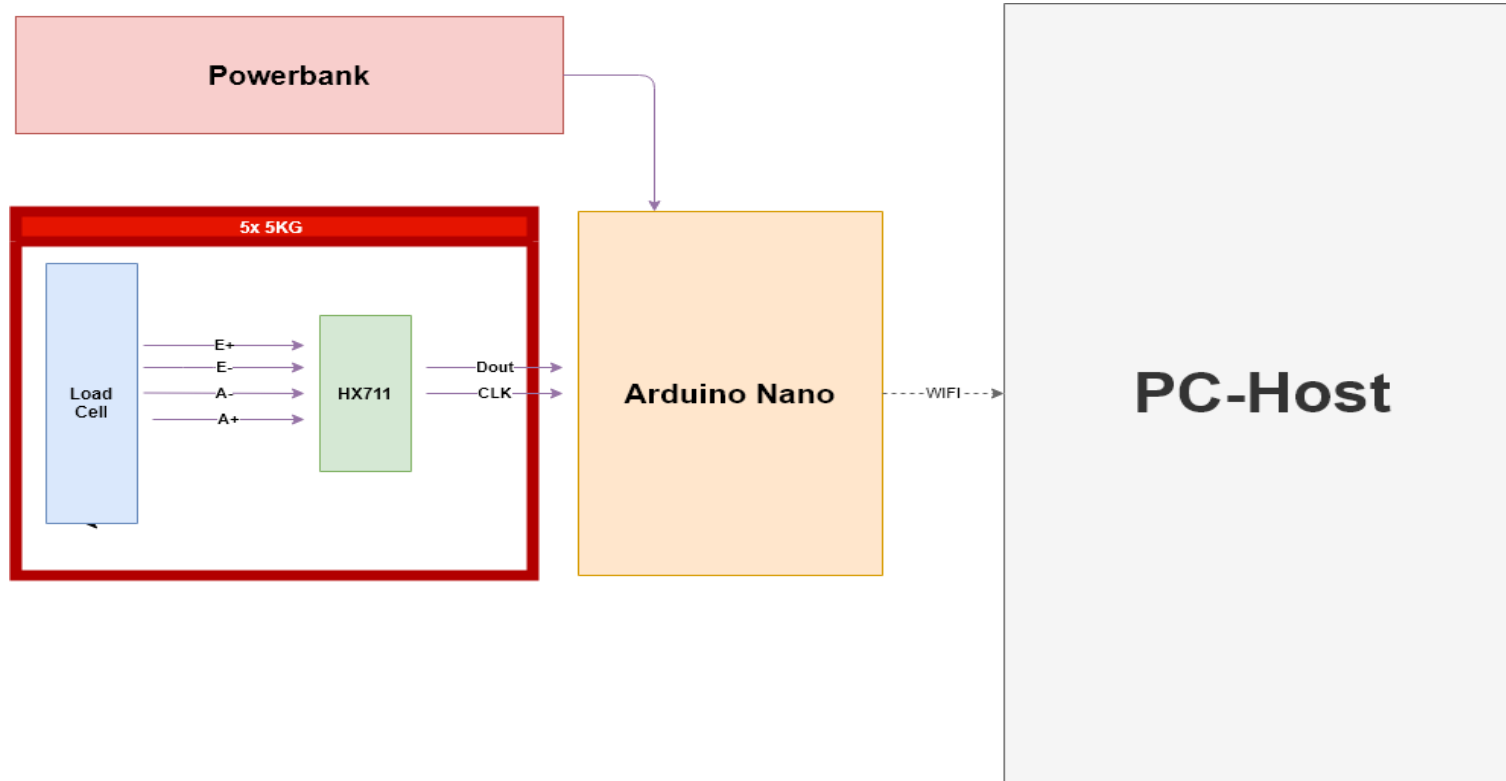 Powerbank
5x 5KG
Load
Cell
E+
E-
A-
A+
HX711
Dout
CLK
Arduino Nano
WIFI
PC-Host